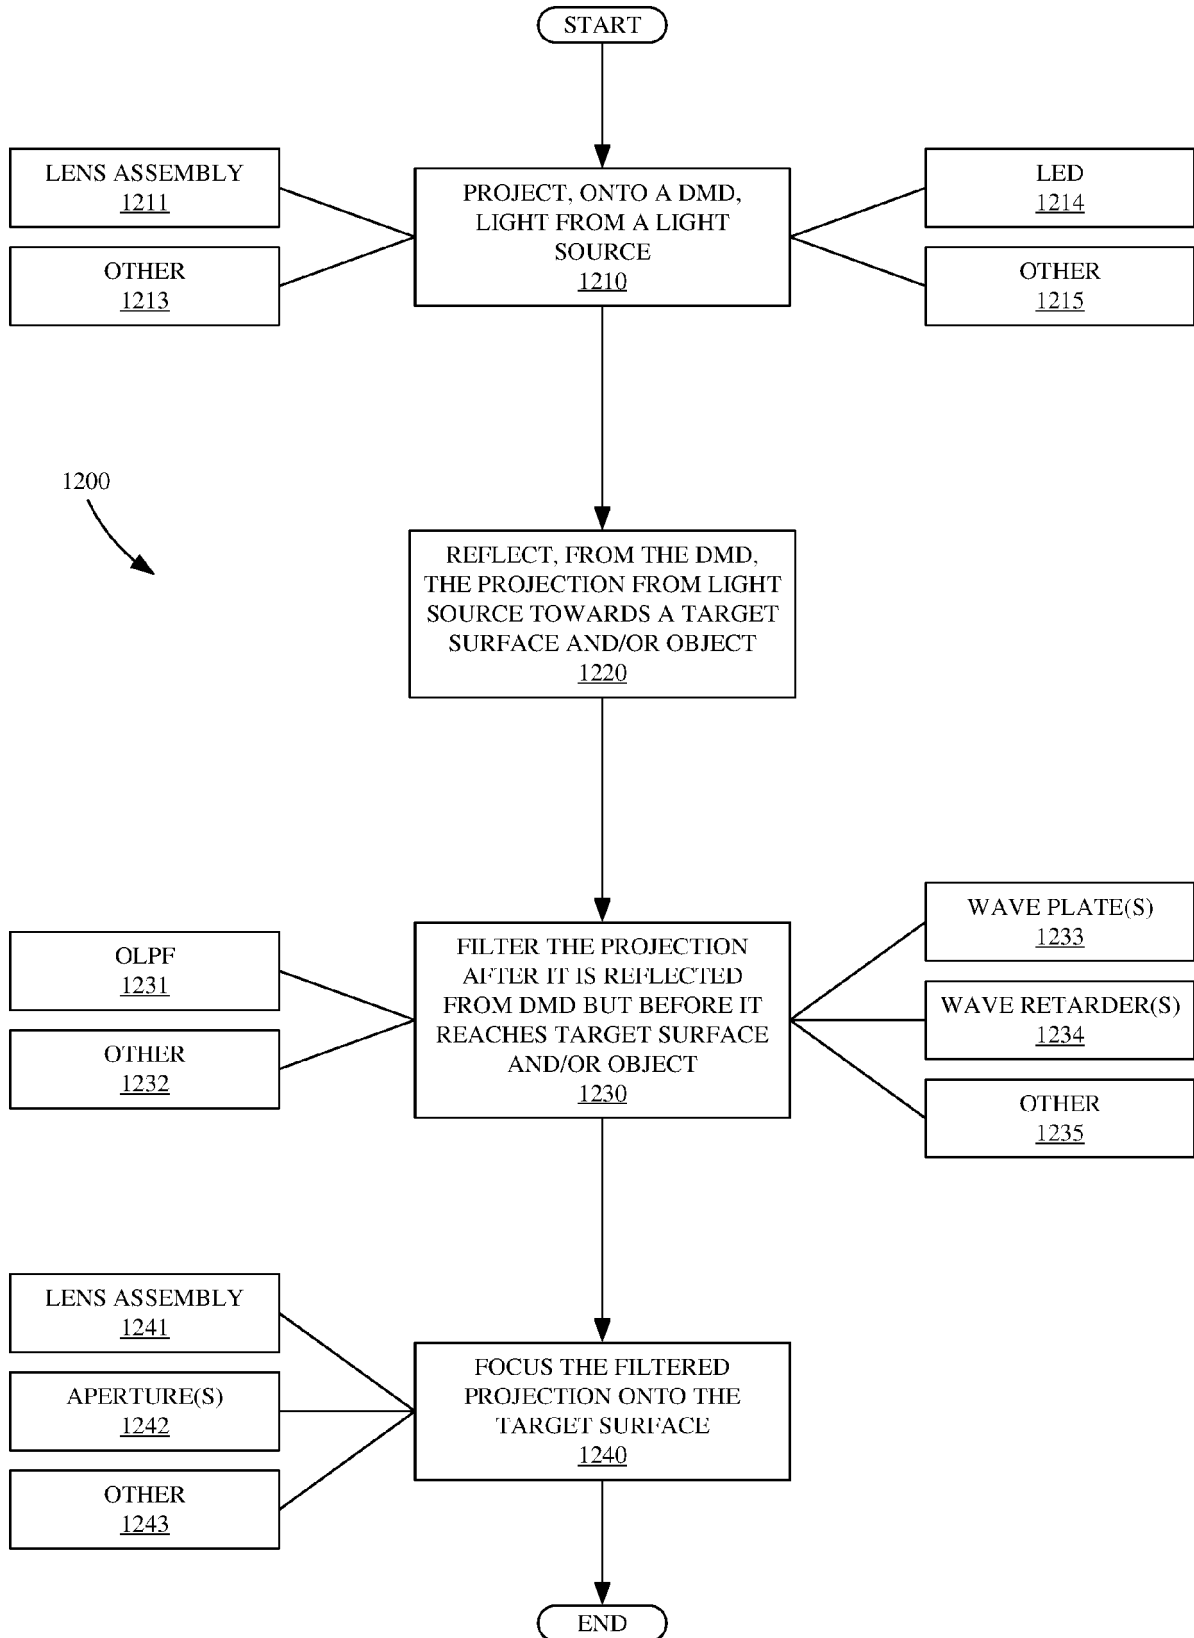 START
LENS ASSEMBLY
1211
OTHER
1213
PROJECT, ONTO A DMD,
LIGHT FROM A LIGHT
SOURCE
1210
LED
1214
OTHER
1215
1200
REFLECT, FROM THE DMD,
THE PROJECTION FROM LIGHT
SOURCE TOWARDS A TARGET
SURFACE AND/OR OBJECT
1220
OLPF
1231
OTHER
1232
FILTER THE PROJECTION
AFTER IT IS REFLECTED
FROM DMD BUT BEFORE IT
REACHES TARGET SURFACE
AND/OR OBJECT
1230
WAVE PLATE(S)
1233
WAVE RETARDER(S)
1234
OTHER
1235
LENS ASSEMBLY
1241
APERTURE(S)
1242
OTHER
1243
FOCUS THE FILTERED
PROJECTION ONTO THE
TARGET SURFACE
1240
END